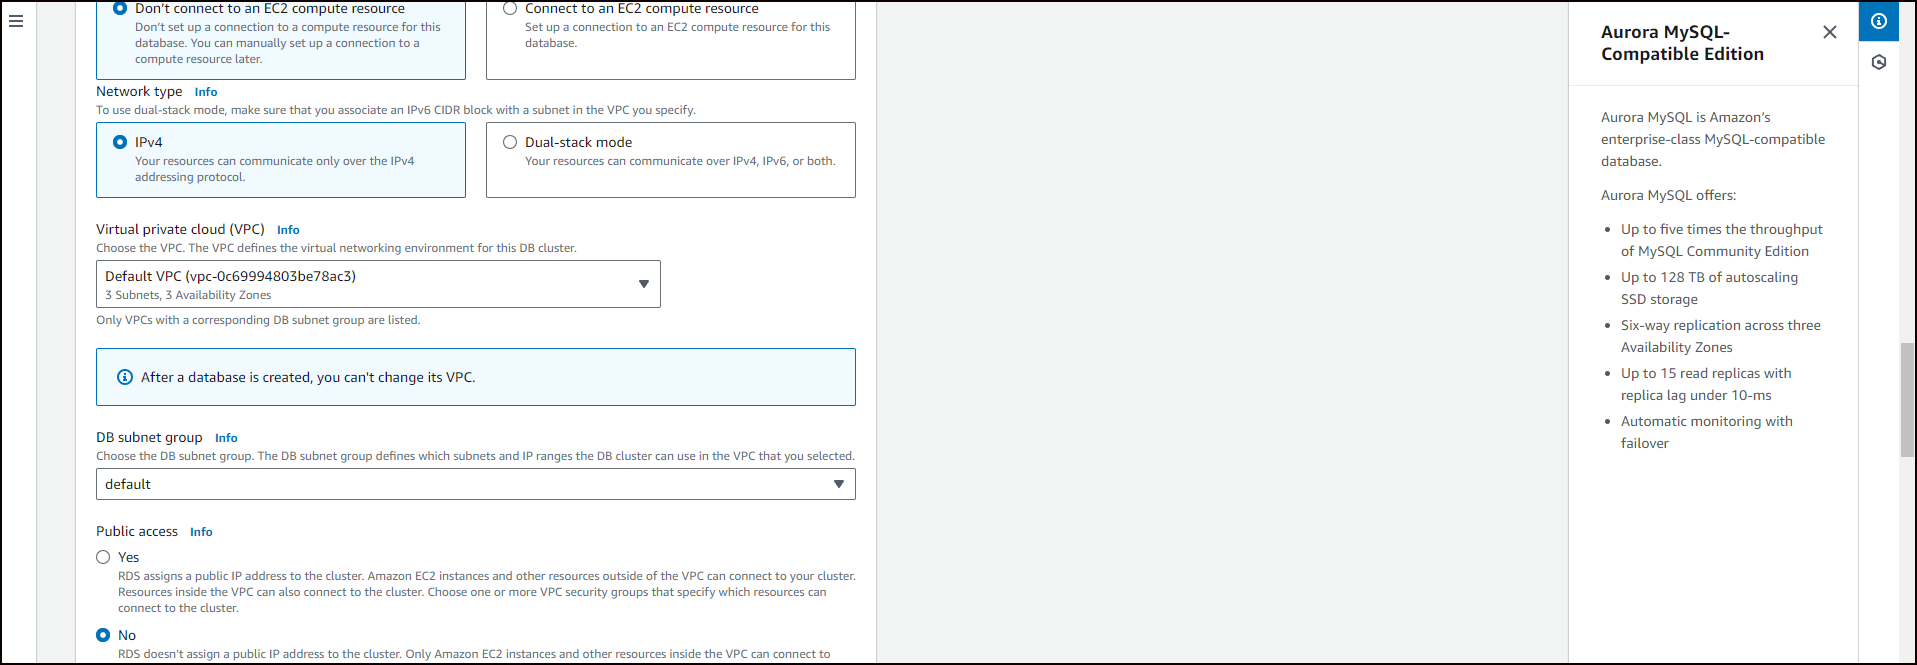 Don't connect to an EC2 compute resource
Don't set up a connection to a compute resource for this
database. You can manually set up a connection to a
compute resource later.
Connect to an EC2 compute resource
Set up a connection to an EC2 compute resource for this
database.
Network type Info
To use dual-stack mode, make sure that you associate an IPv6 CIDR block with a subnet in the VPC you specify.
IPv4
Your resources can communicate only over the IPv4
addressing protocol.
Dual-stack mode
Your resources can communicate over IPv4, IPv6, or both.
Virtual private cloud (VPC) Info
Choose the VPC. The VPC defines the virtual networking environment for this DB cluster.
Default VPC (vpc-0c69994803be78ac3)
3 Subnets, 3 Availability Zones
Only VPCs with a corresponding DB subnet group are listed.
After a database is created, you can't change its VPC.
DB subnet group Info
Choose the DB subnet group. The DB subnet group defines which subnets and IP ranges the DB cluster can use in the VPC that you selected.
default
Public access Info
Yes
RDS assigns a public IP address to the cluster. Amazon EC2 instances and other resources outside of the VPC can connect to your cluster.
Resources inside the VPC can also connect to the cluster. Choose one or more VPC security groups that specify which resources can
connect to the cluster.
No
RDS doesn't assign a public IP address to the cluster. Only Amazon EC2 instances and other resources inside the VPC can connect to
Aurora MySQL-
Compatible Edition
Aurora MySQL is Amazon's
enterprise-class MySQL-compatible
database.
Aurora MySQL offers:
• Up to five times the throughput
of MySQL Community Edition
• Up to 128 TB of autoscaling
SSD storage
• Six-way replication across three
Availability Zones
• Up to 15 read replicas with
replica lag under 10-ms
• Automatic monitoring with
failover